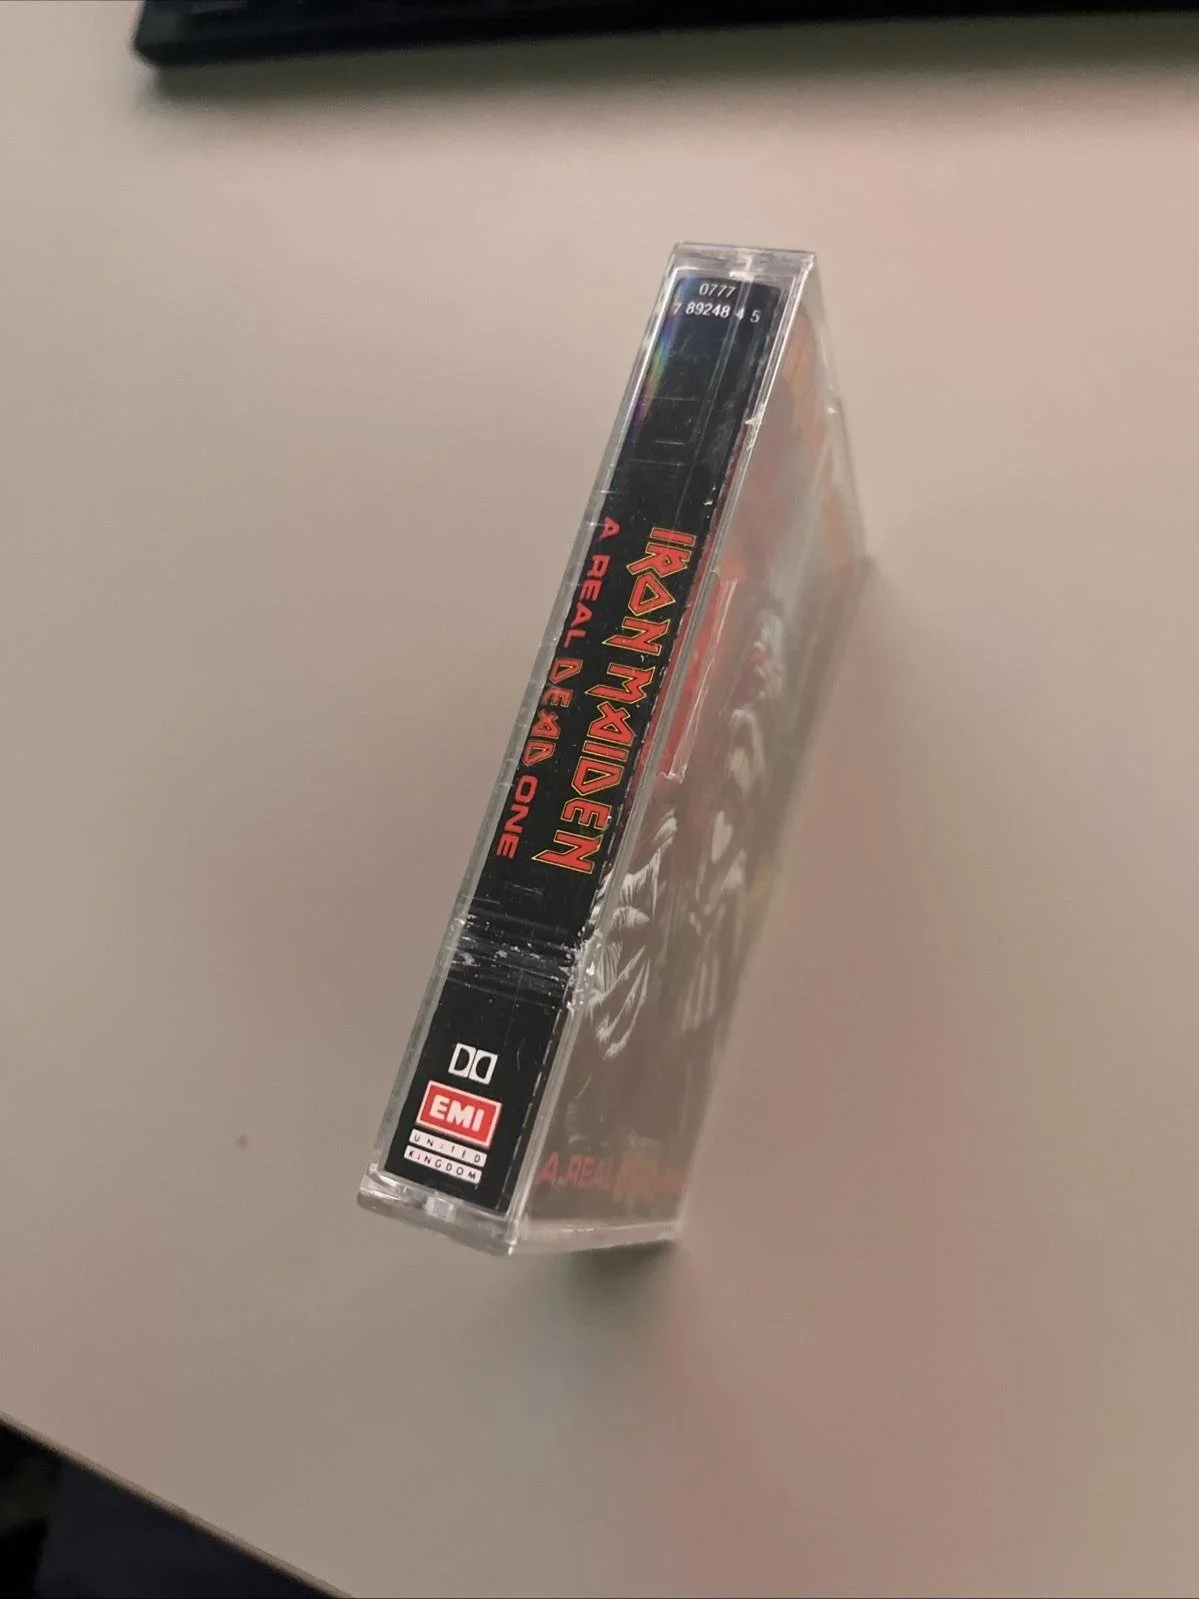 0777
7 89248 4 5
IRON MAIDEN
A REAL DEAD ONE
EMI
UNITED
KINGDOM
A REAL